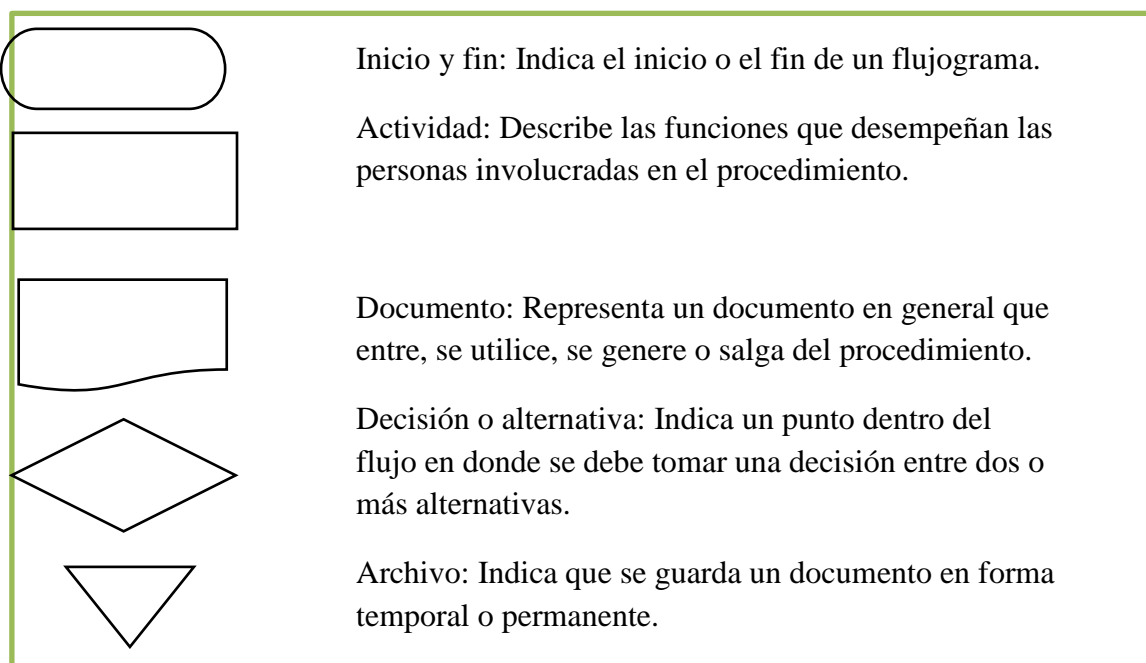 Inicio y fin: Indica el inicio o el fin de un flujograma.
Actividad: Describe las funciones que desempeñan las
personas involucradas en el procedimiento.
Documento: Representa un documento en general que
entre, se utilice, se genere o salga del procedimiento.
Decisión o alternativa: Indica un punto dentro del
flujo en donde se debe tomar una decisión entre dos o
más alternativas.
Archivo: Indica que se guarda un documento en forma
temporal o permanente.